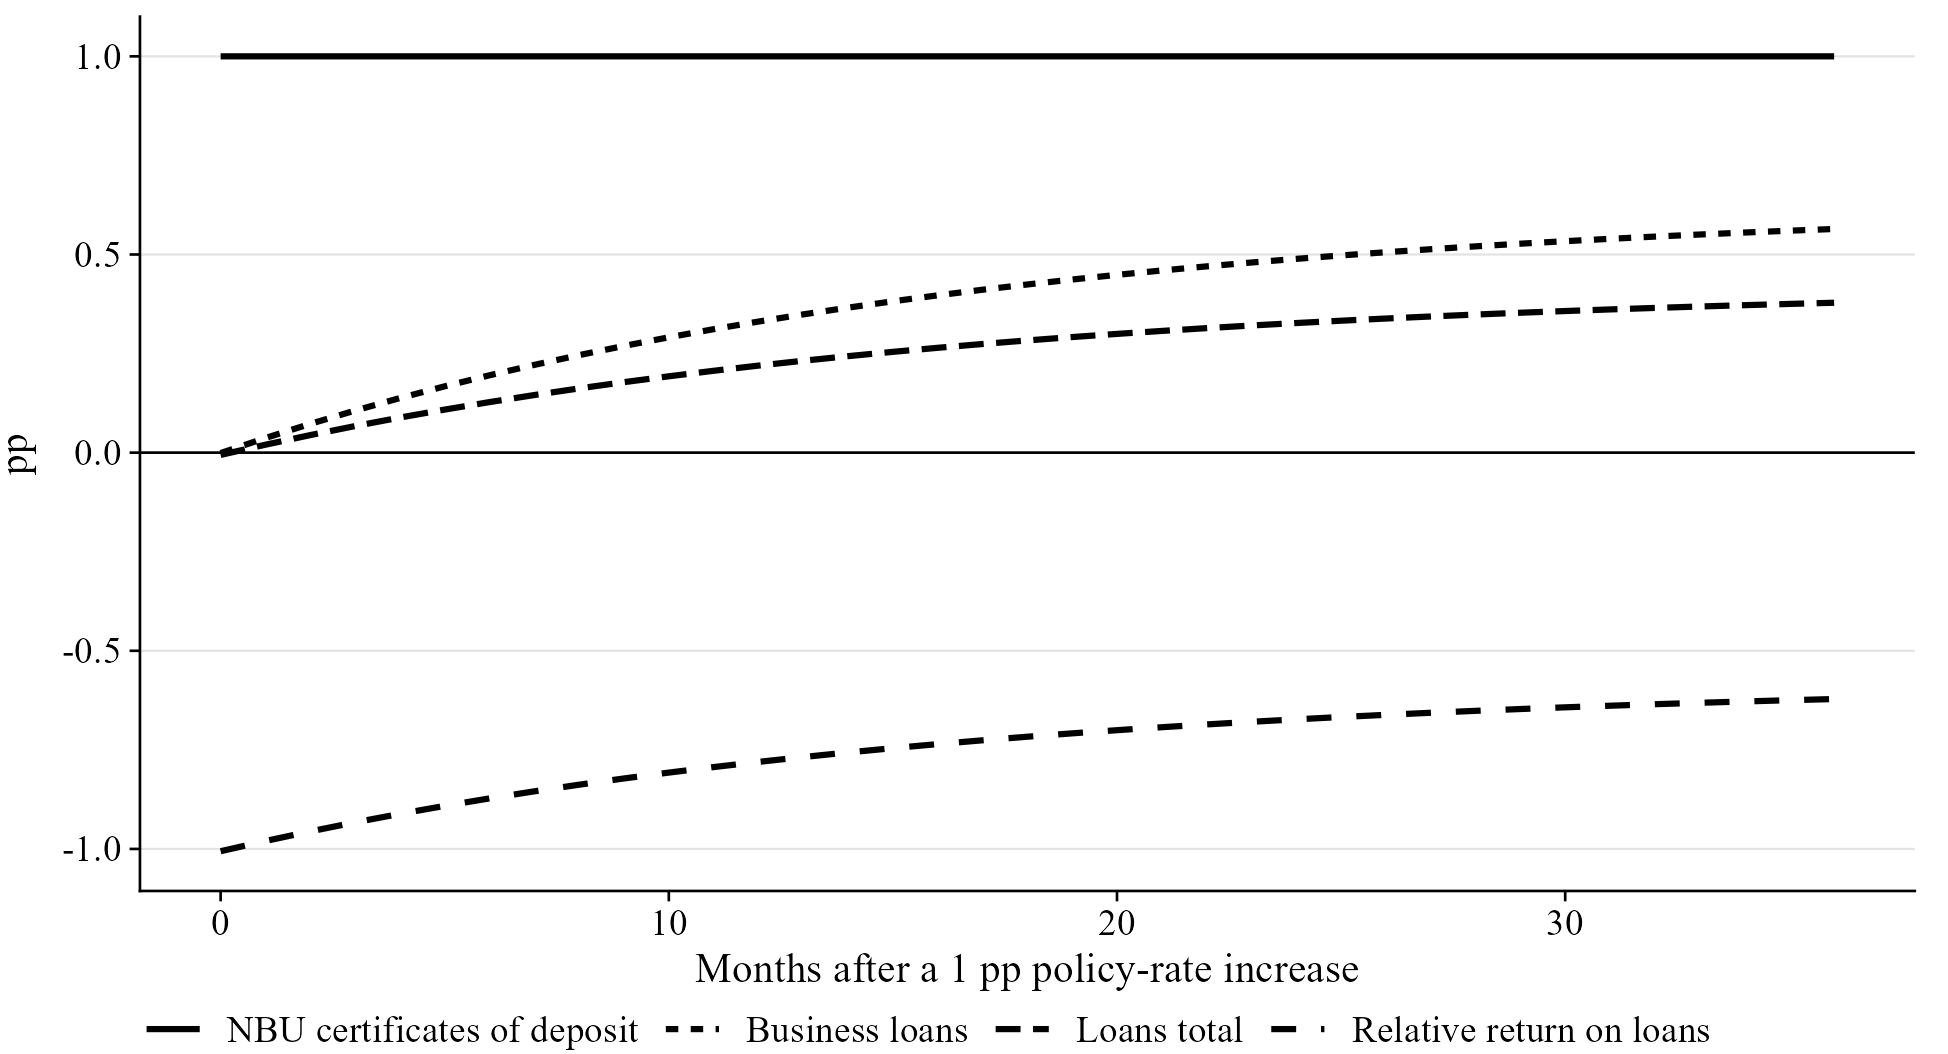 1.0
0.5
0.0
-0.5
-1.0
pp
0 10 20 30
Months after a 1 pp policy-rate increase
NBU certificates of deposit Business loans Loans total Relative return on loans